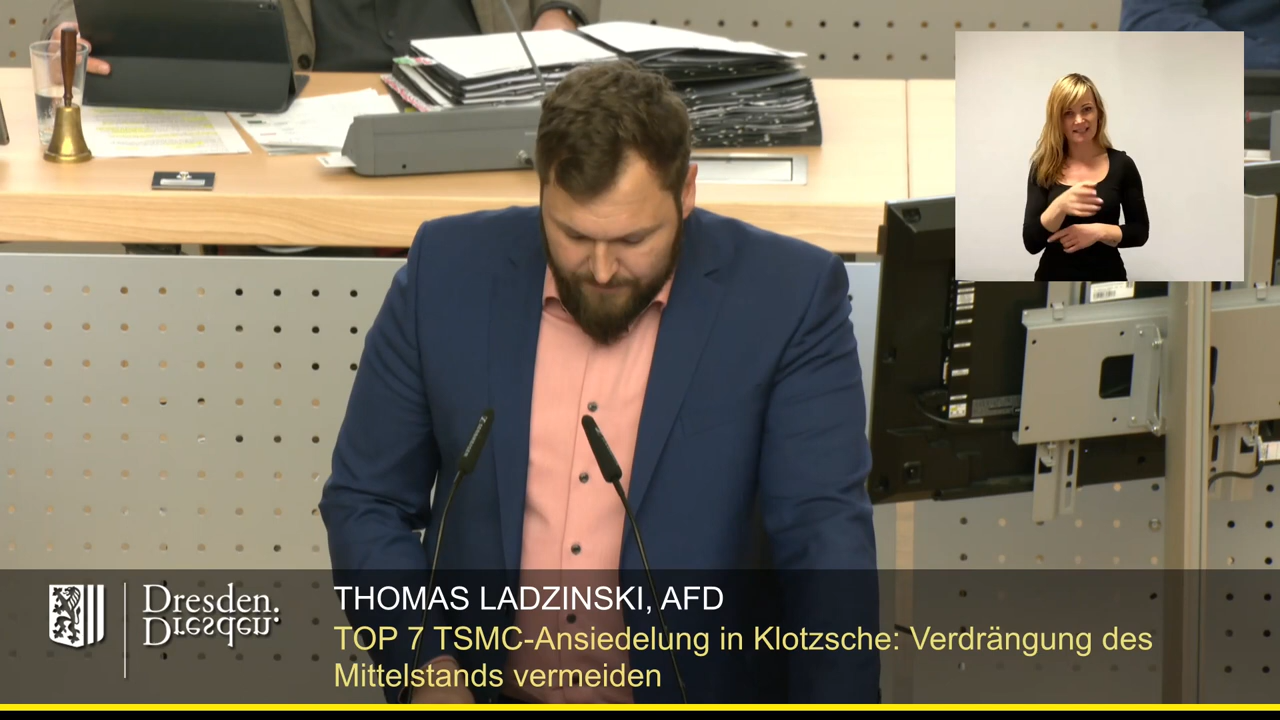 Dresden.
THOMAS LADZINSKI, AFD
TOP 7 TSMC-Ansiedelung in Klotzsche: Verdrängung des
Mittelstands vermeiden